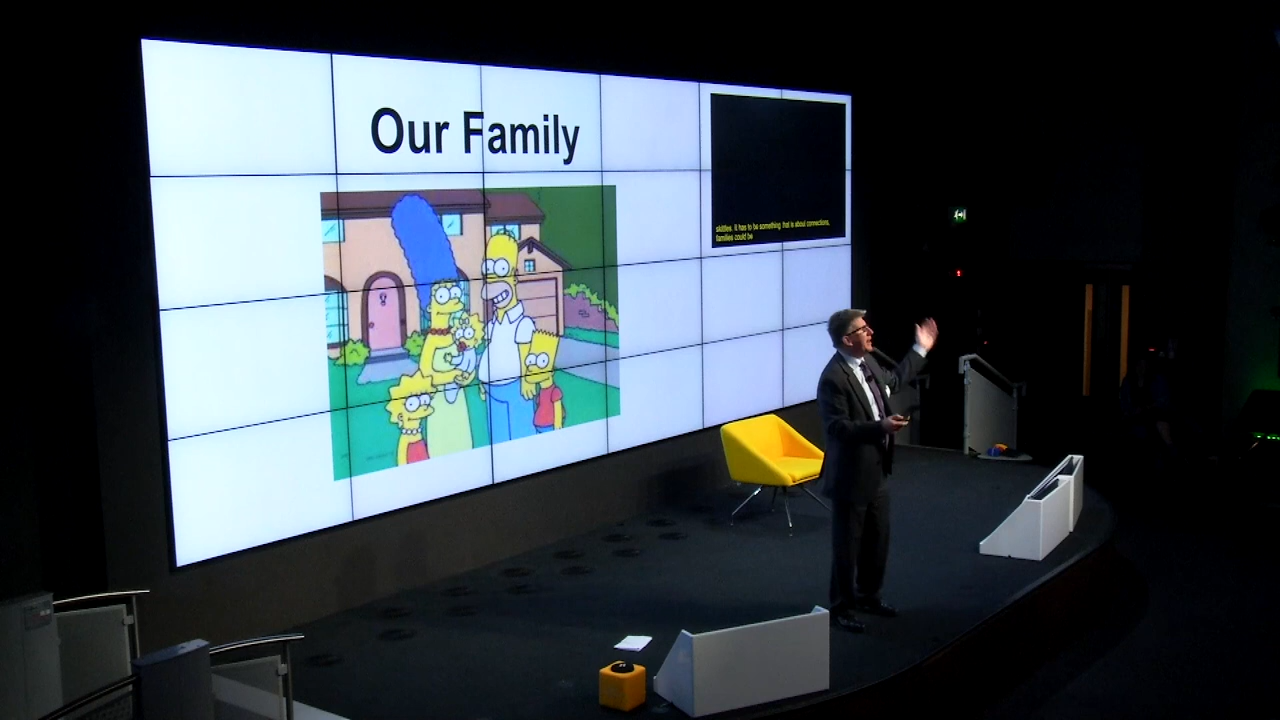 Our Family
skittles. It has to be something that is about connections,
families could be